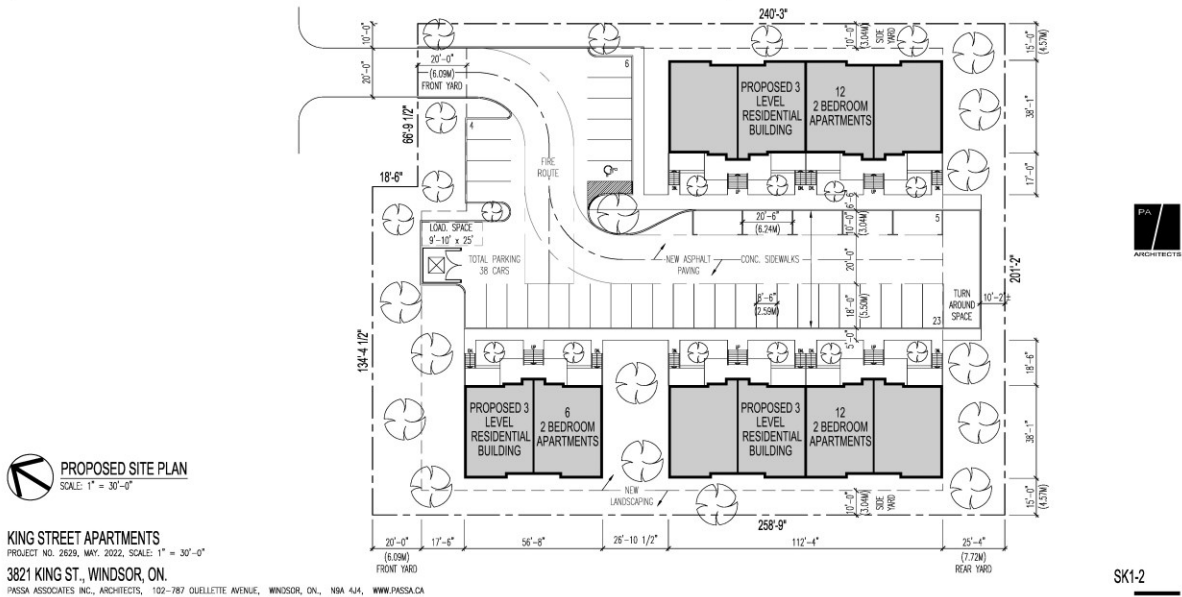 240'-3"
10'-0"
20'-0"
20'-0"
(6.09M)
FRONT YARD
66'-9 1/2"
18'-6"
6
4
FIRE
ROUTE
10'-0"
(3.04M)
SIDE
YARD
15'-0"
(4.57M)
PROPOSED 3
LEVEL
RESIDENTIAL
BUILDING
12
2 BEDROOM
APARTMENTS
38'-1"
17'-0"
UP
UP
6'-6"
LOAD. SPACE
9'-10" x 25'
TOTAL PARKING
38 CARS
20'-6"
(6.24M)
10'-0"
(3.04M)
5
NEW ASPHALT
PAVING
CONC. SIDEWALKS
20'-0"
8'-6"
(2.59M)
18'-0"
(5.50M)
23
TURN
AROUND
SPACE
10'-2"±
201'-2"
5'-0"
134'-4 1/2"
UP
UP
UP
18'-6"
PROPOSED 3
LEVEL
RESIDENTIAL
BUILDING
6
2 BEDROOM
APARTMENTS
PROPOSED 3
LEVEL
RESIDENTIAL
BUILDING
12
2 BEDROOM
APARTMENTS
38'-1"
NEW
LANDSCAPING
10'-0"
(3.04M)
SIDE
YARD
15'-0"
(4.57M)
258'-9"
20'-0"
(6.09M)
FRONT YARD
17'-6"
56'-8"
26'-10 1/2"
112'-4"
25'-4"
(7.72M)
REAR YARD
PA
ARCHITECTS
PROPOSED SITE PLAN
SCALE: 1" = 30'-0"
KING STREET APARTMENTS
PROJECT NO. 2629, MAY. 2022, SCALE: 1" = 30'-0"
3821 KING ST., WINDSOR, ON.
PASSA ASSOCIATES INC., ARCHITECTS, 102-787 OUELLETTE AVENUE, WINDSOR, ON., N9A 4J4, WWW.PASSA.CA
SK1-2